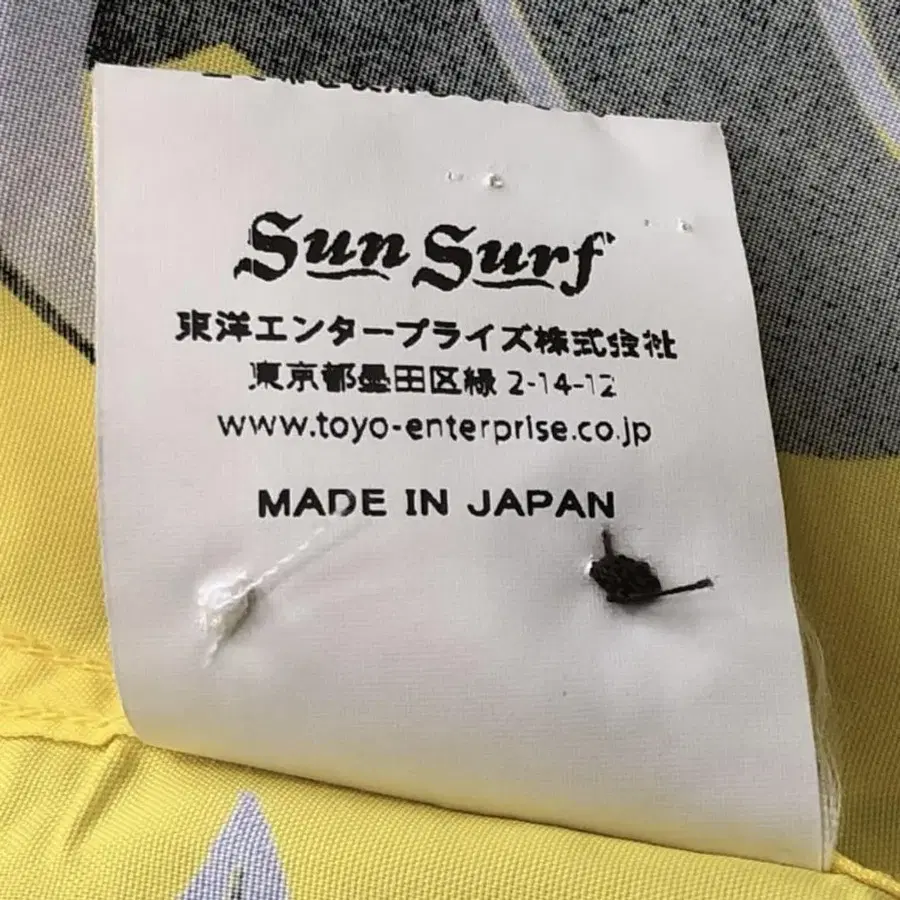 Sun Surf
東洋エンタープライズ株式会社
東京都墨田区緑 2-14-12
www.toyo-enterprise.co.jp
MADE IN JAPAN